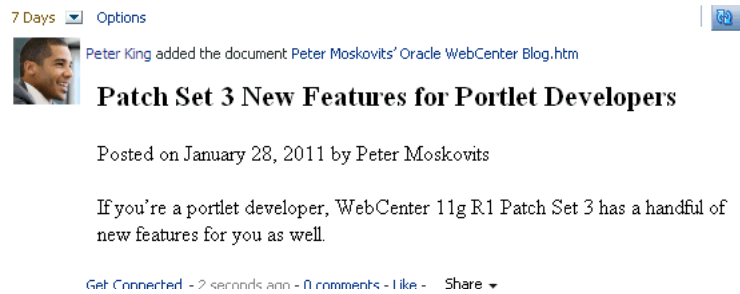 7 Days Options
Peter King added the document Peter Moskovits' Oracle WebCenter Blog.htm
Patch Set 3 New Features for Portlet Developers
Posted on January 28, 2011 by Peter Moskovits
If you're a portlet developer, WebCenter 11g R1 Patch Set 3 has a handful of
new features for you as well.
Get Connected - 2 seconds ago - 0 comments - Like - Share